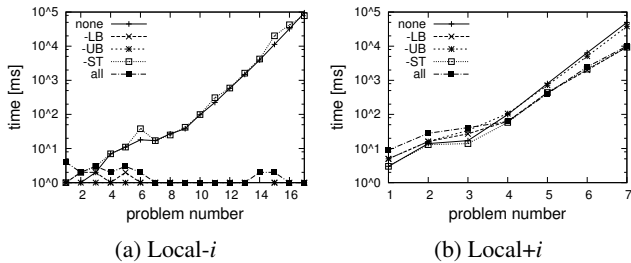 none
-LB
-UB
-ST
all
time [ms]
10^5
10^4
10^3
10^2
10^1
10^0
2 4 6 8 10 12 14 16
problem number
(a) Local-i
none
-LB
-UB
-ST
all
time [ms]
10^5
10^4
10^3
10^2
10^1
10^0
1 2 3 4 5 6 7
problem number
(b) Local+i